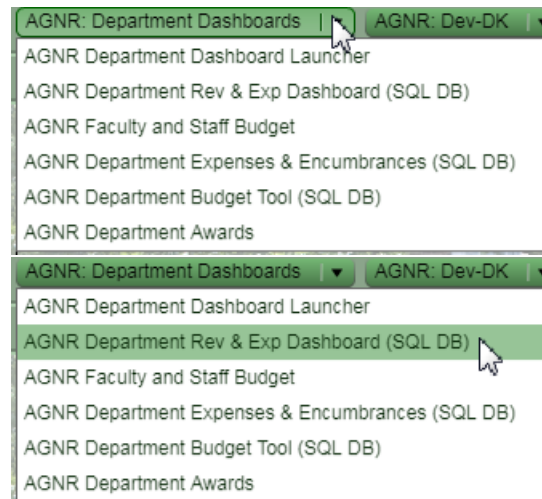 AGNR: Department Dashboards AGNR: Dev-DK
AGNR Department Dashboard Launcher
AGNR Department Rev & Exp Dashboard (SQL DB)
AGNR Faculty and Staff Budget
AGNR Department Expenses & Encumbrances (SQL DB)
AGNR Department Budget Tool (SQL DB)
AGNR Department Awards
AGNR: Department Dashboards AGNR: Dev-DK
AGNR Department Dashboard Launcher
AGNR Department Rev & Exp Dashboard (SQL DB)
AGNR Faculty and Staff Budget
AGNR Department Expenses & Encumbrances (SQL DB)
AGNR Department Budget Tool (SQL DB)
AGNR Department Awards